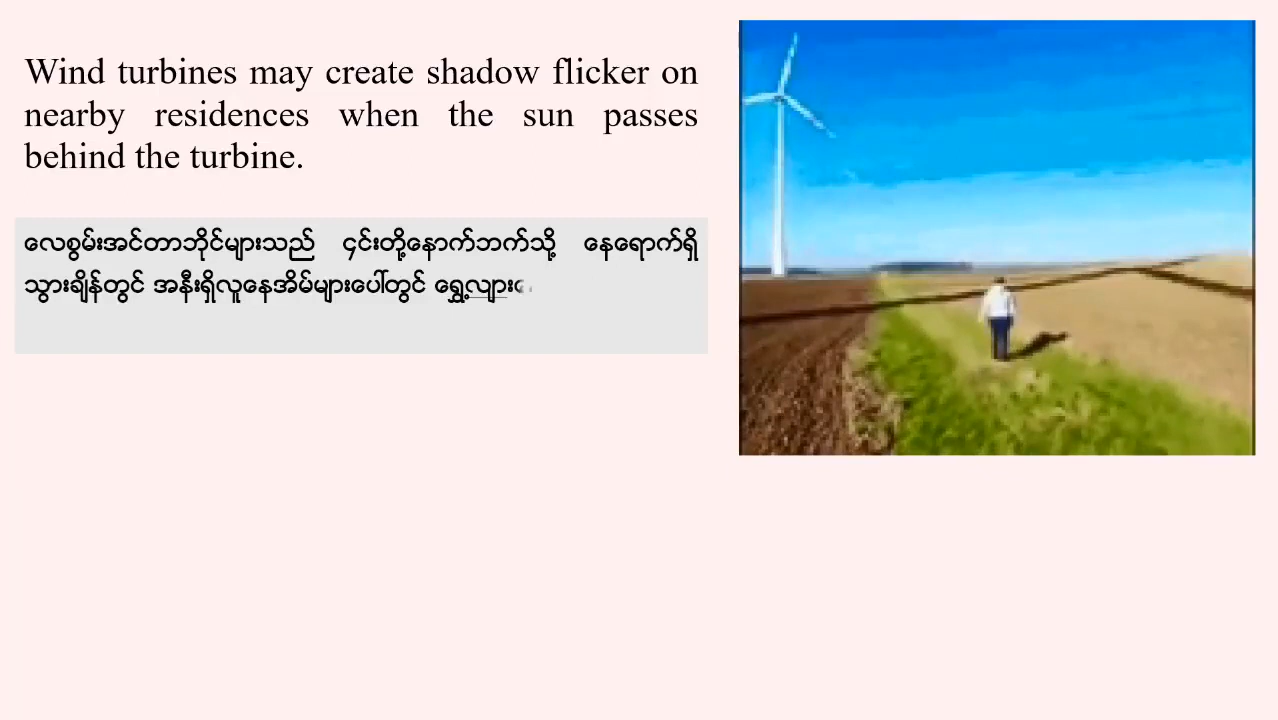 Wind turbines may create shadow flicker on
nearby residences when the sun passes
behind the turbine.
လေစွမ်းအင်တာဘိုင်များသည် ၄င်းတို့နောက်ဘက်သို့ နေရောက်ရှိ
သွားချိန်တွင် အနီးရှိလူနေအိမ်များပေါ်တွင် ရွှေ့လျား